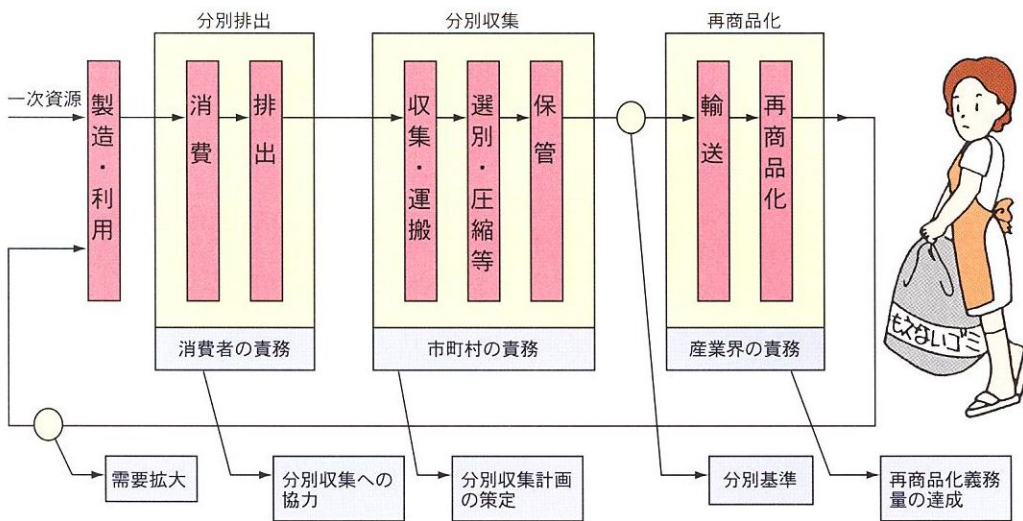 分別排出
分別収集
再商品化
一次資源
製造・利用
消費
排出
収集・運搬
選別・圧縮等
保管
輸送
再商品化
もえないゴミ
消費者の責務
市町村の責務
産業界の責務
需要拡大
分別収集への
協力
分別収集計画
の策定
分別基準
再商品化義務
量の達成